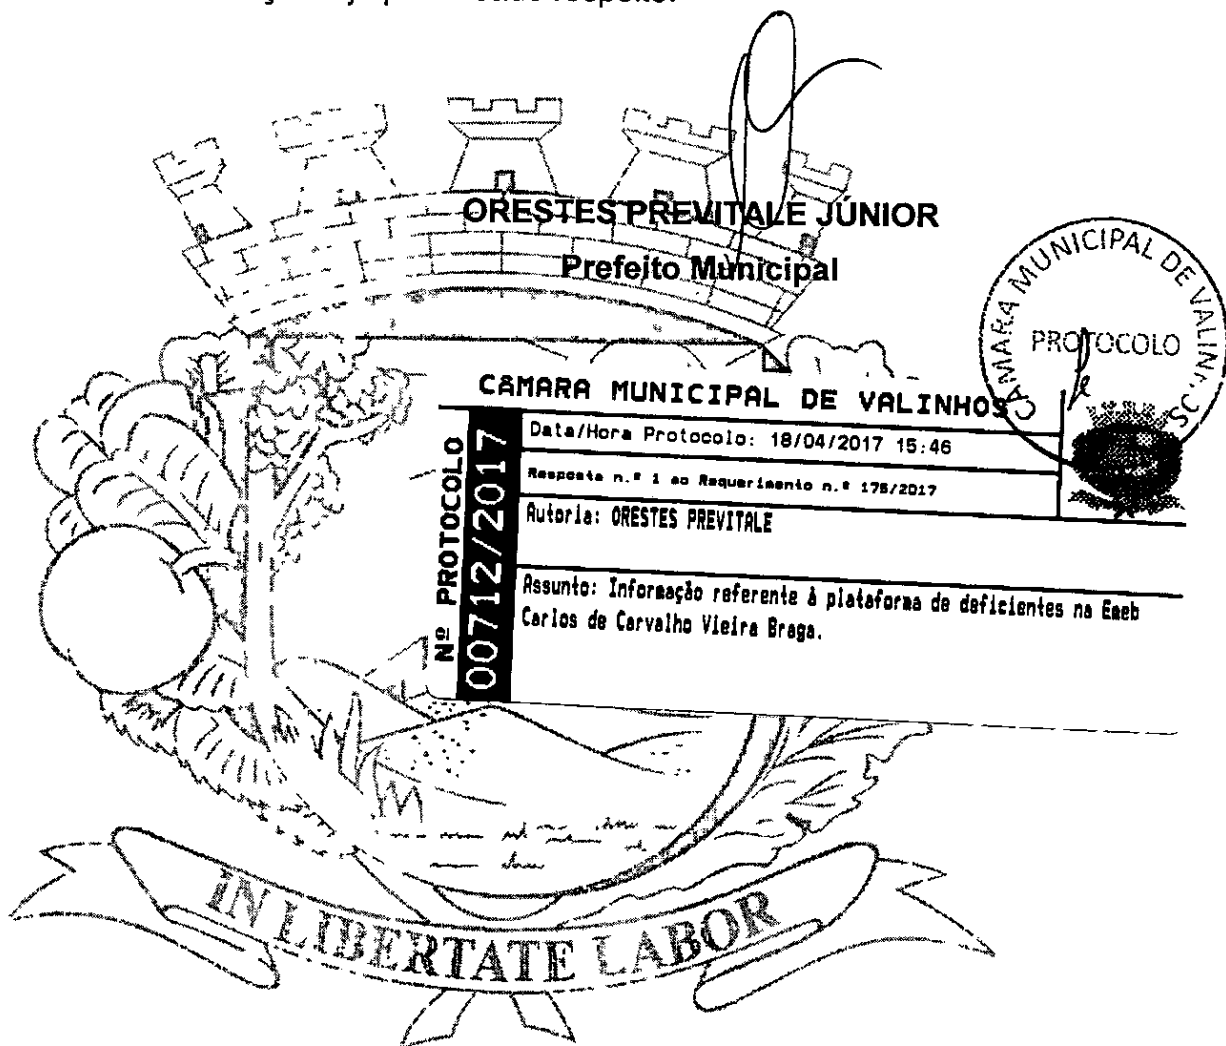 respeito.
ORESTES PREVITALE JÚNIOR
Prefeito Municipal
CÂMARA MUNICIPAL DE VALINHOS
PROTOCOLO
CÂMARA MUNICIPAL DE VALINHOS
Nº PROTOCOLO
00712/2017
Data/Hora Protocolo: 18/04/2017 15:46
Resposta n.º 1 ao Requerimento n.º 175/2017
Autoria: ORESTES PREVITALE
Assunto: Informação referente à plataforma de deficientes na Emeb
Carlos de Carvalho Vieira Braga.
IN LIBERTATE LABOR